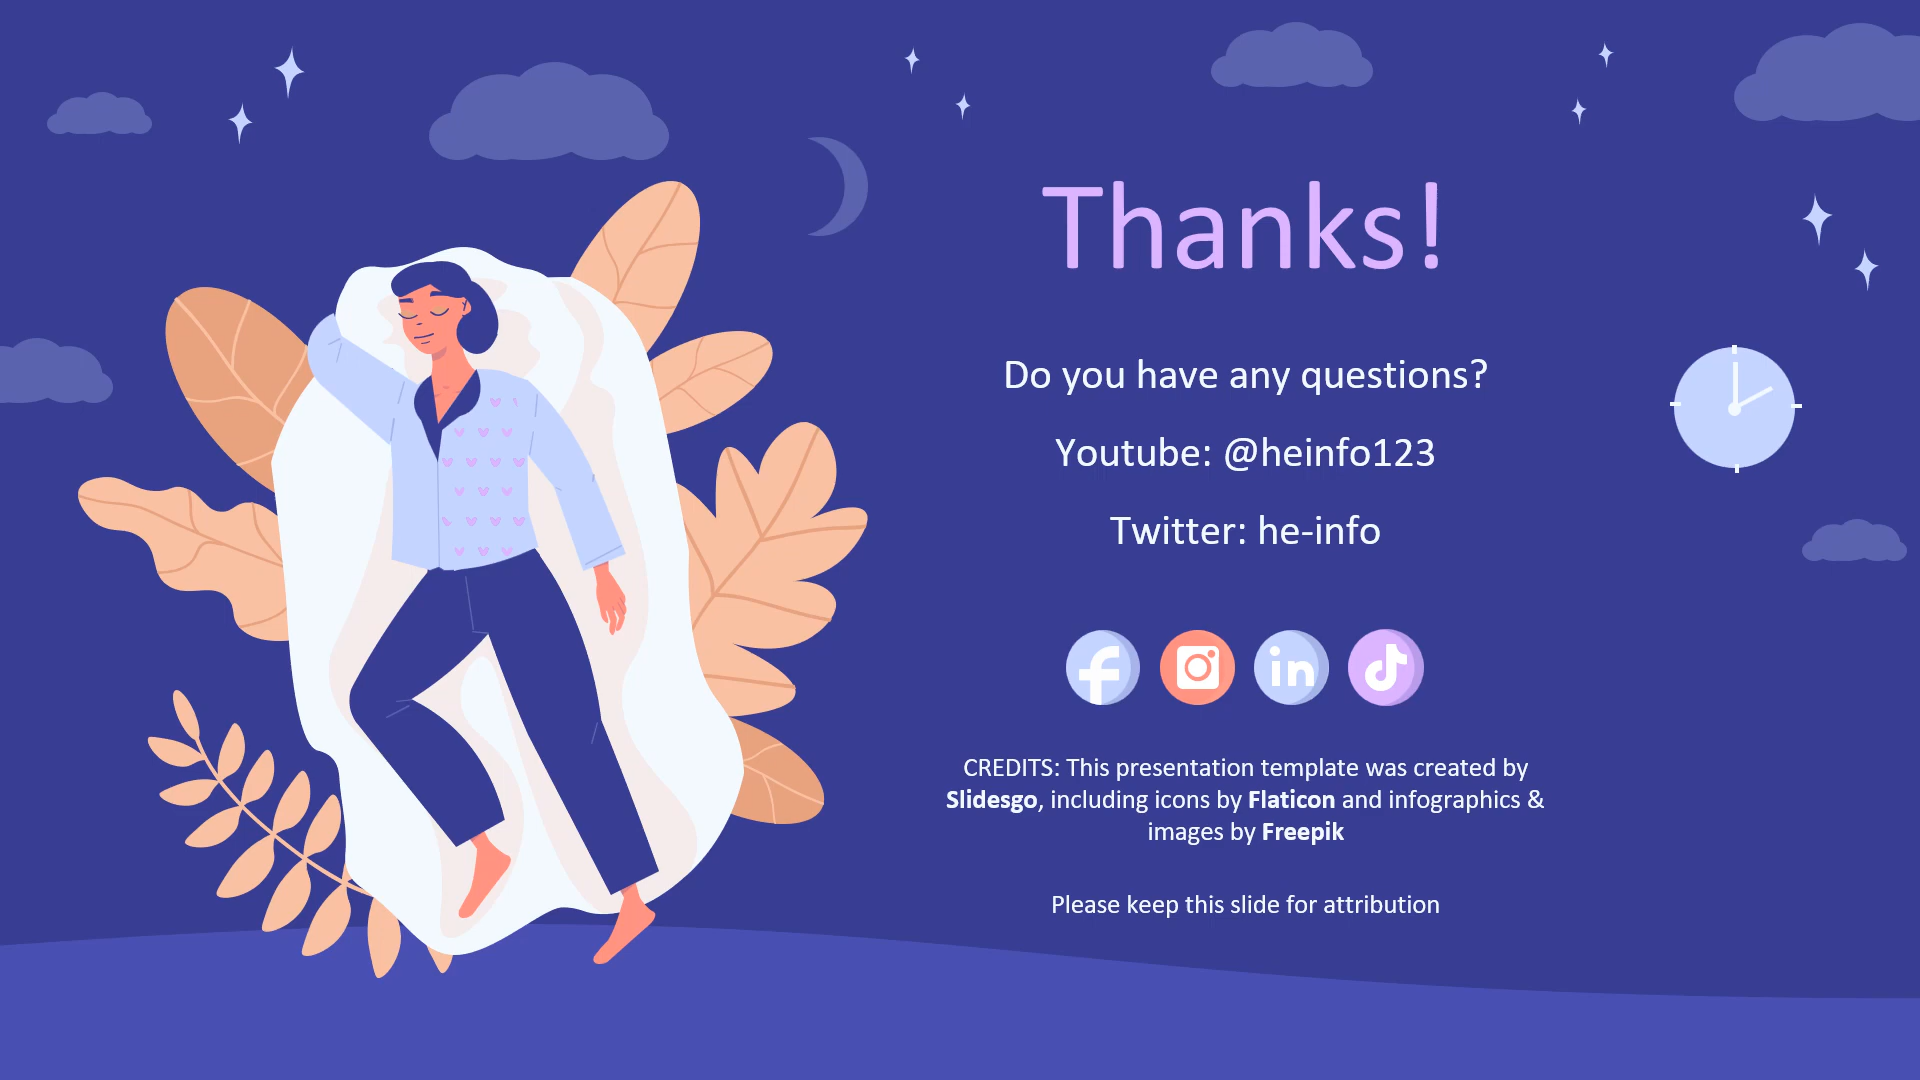 Thanks!
Do you have any questions?
Youtube: @heinfo123
Twitter: he-info
CREDITS: This presentation template was created by
Slidesgo, including icons by Flaticon and infographics &
images by Freepik
Please keep this slide for attribution